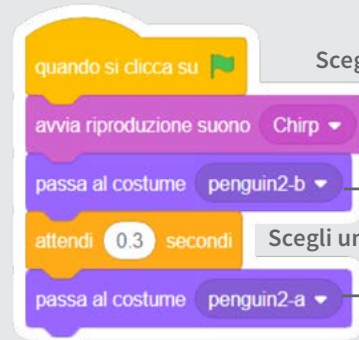 quando si clicca su
Sceg
avvia riproduzione suono Chirp
passa al costume penguin2-b
attendi 0.3 secondi
Scegli un
passa al costume penguin2-a